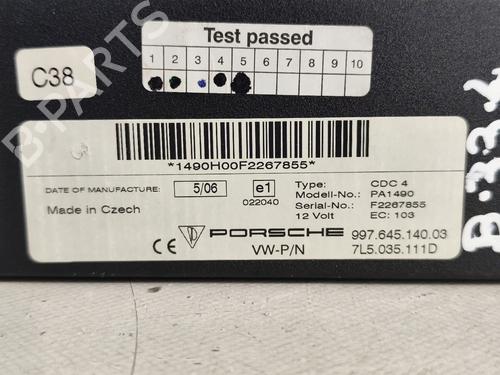 Test passed
1 2 3 4 5 6 7 8 9 10
C38
B-PARTS
*1490H00F2267855*
DATE OF MANUFACTURE: 5/06 e1 Type: CDC 4
022040 Modell-No.: PA1490
Made in Czech Serial-No.: F2267855
12 Volt EC: 103
CE PORSCHE 997.645.140.03
VW-P/N 7L5.035.111D